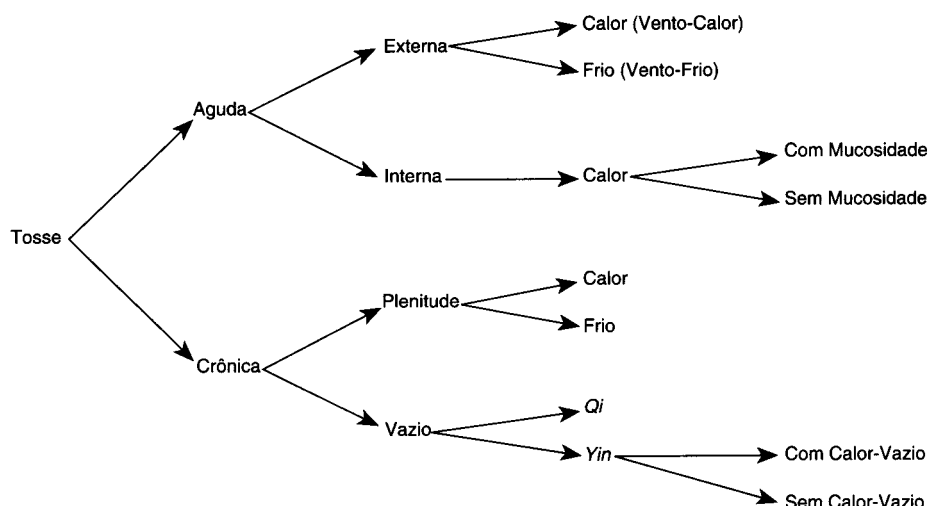 Calor (Vento-Calor)
Externa
Frio (Vento-Frio)
Aguda
Com Mucosidade
Interna
Calor
Sem Mucosidade
Tosse
Calor
Plenitude
Frio
Crônica
Qi
Vazio
Yin
Com Calor-Vazio
Sem Calor-Vazio